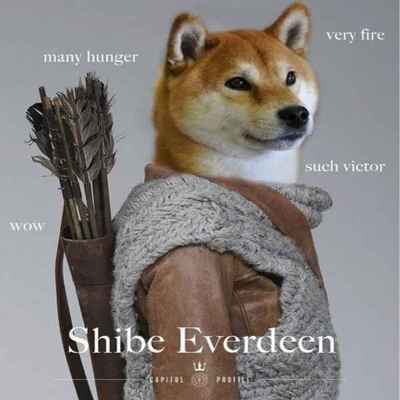 very fire
many hunger
such victor
wow
Shibe Everdeen
CAPITOL PROFILE